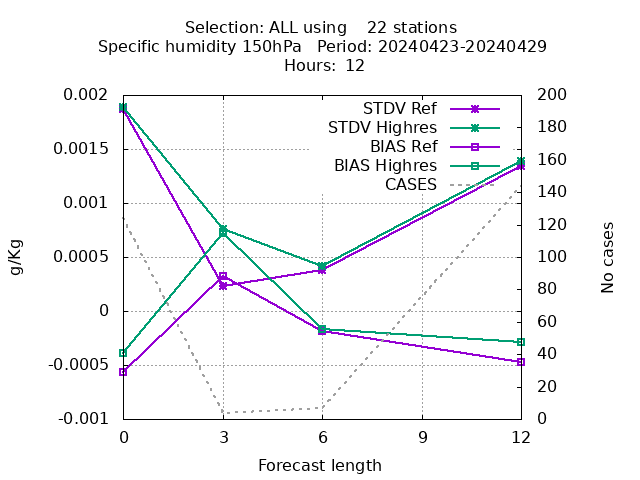 Selection: ALL using    22 stations
Specific humidity 150hPa   Period: 20240423-20240429
Hours: 12
STDV Ref
STDV Highres
BIAS Ref
BIAS Highres
CASES
0.002
0.0015
0.001
0.0005
0
-0.0005
-0.001
g/Kg
200
180
160
140
120
100
80
60
40
20
0
No cases
0 3 6 9 12
Forecast length